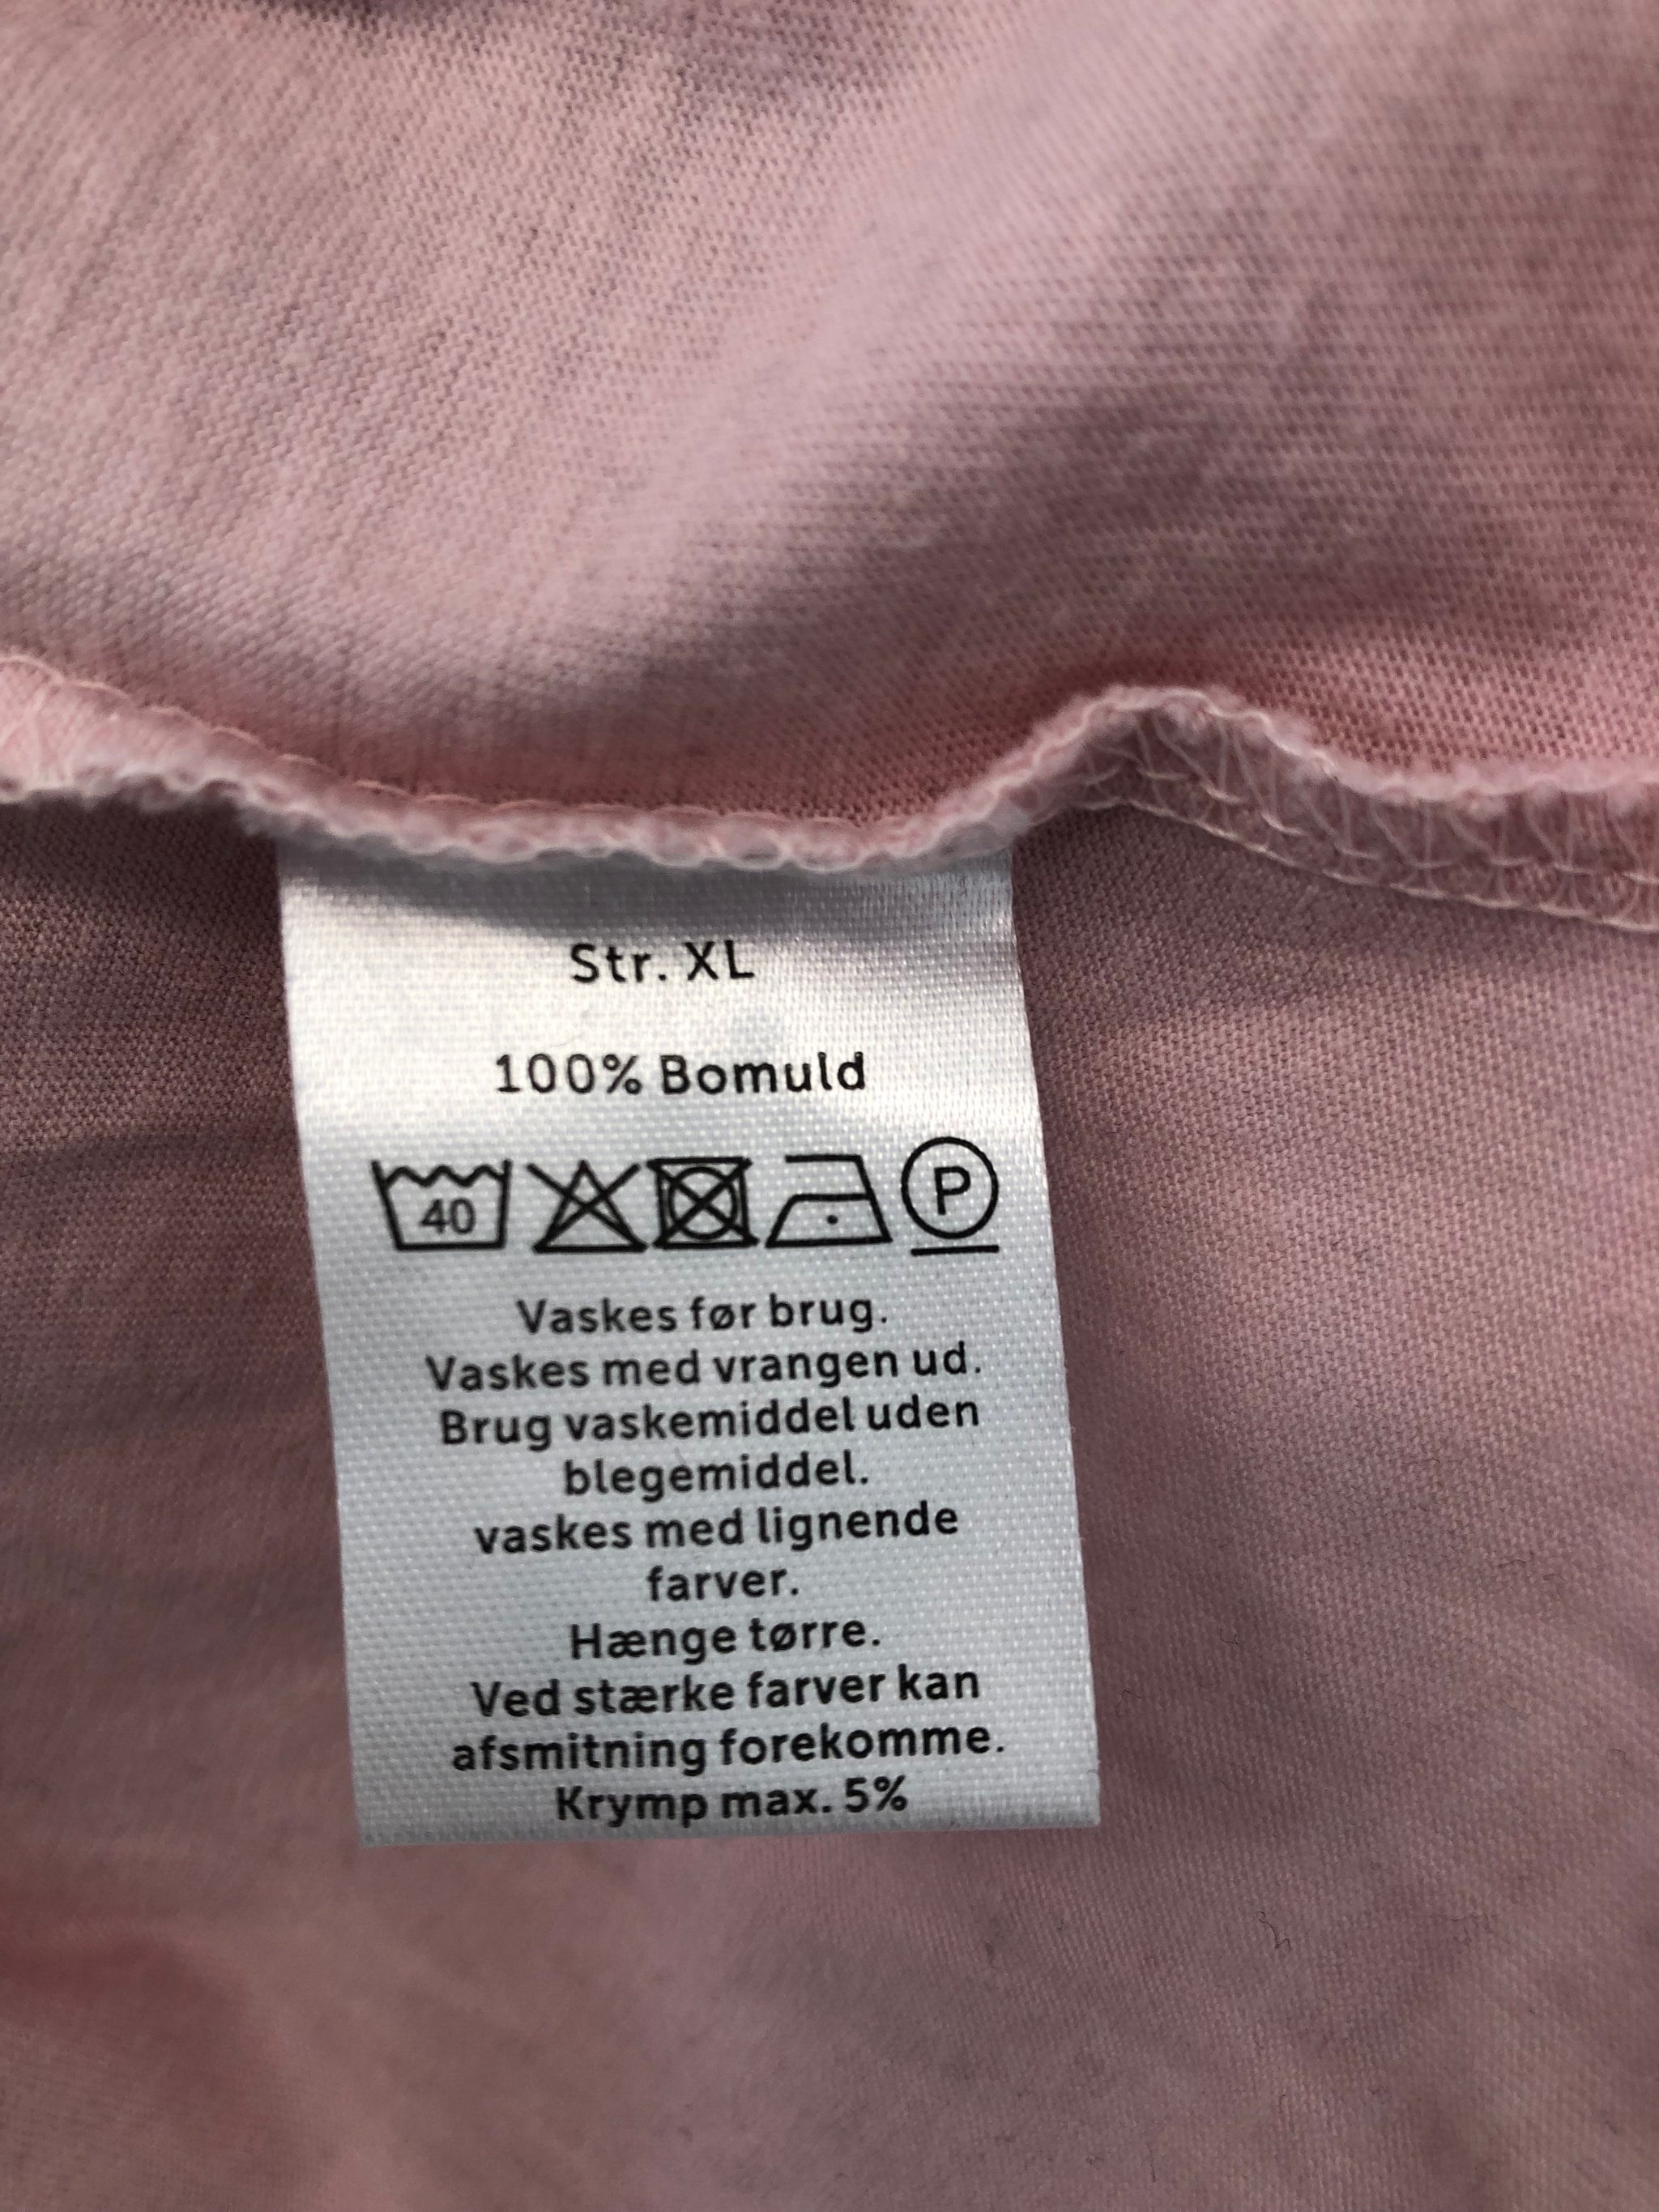 Str. XL
100% Bomuld
40 P
Vaskes før brug.
Vaskes med vrangen ud.
Brug vaskemiddel uden
blegemiddel.
vaskes med lignende
farver.
Hænge tørre.
Ved stærke farver kan
afsmitning forekomme.
Krymp max. 5%